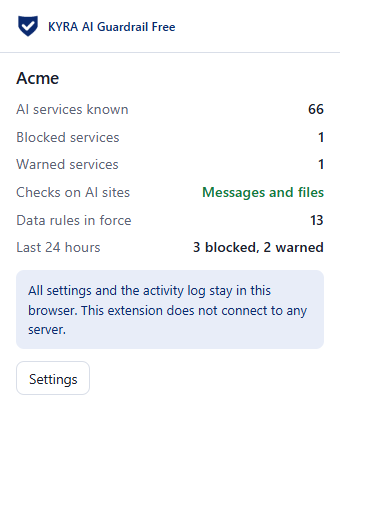 KYRA AI Guardrail Free
Acme
AI services known 66
Blocked services 1
Warned services 1
Checks on AI sites Messages and files
Data rules in force 13
Last 24 hours 3 blocked, 2 warned
All settings and the activity log stay in this
browser. This extension does not connect to any
server.
Settings